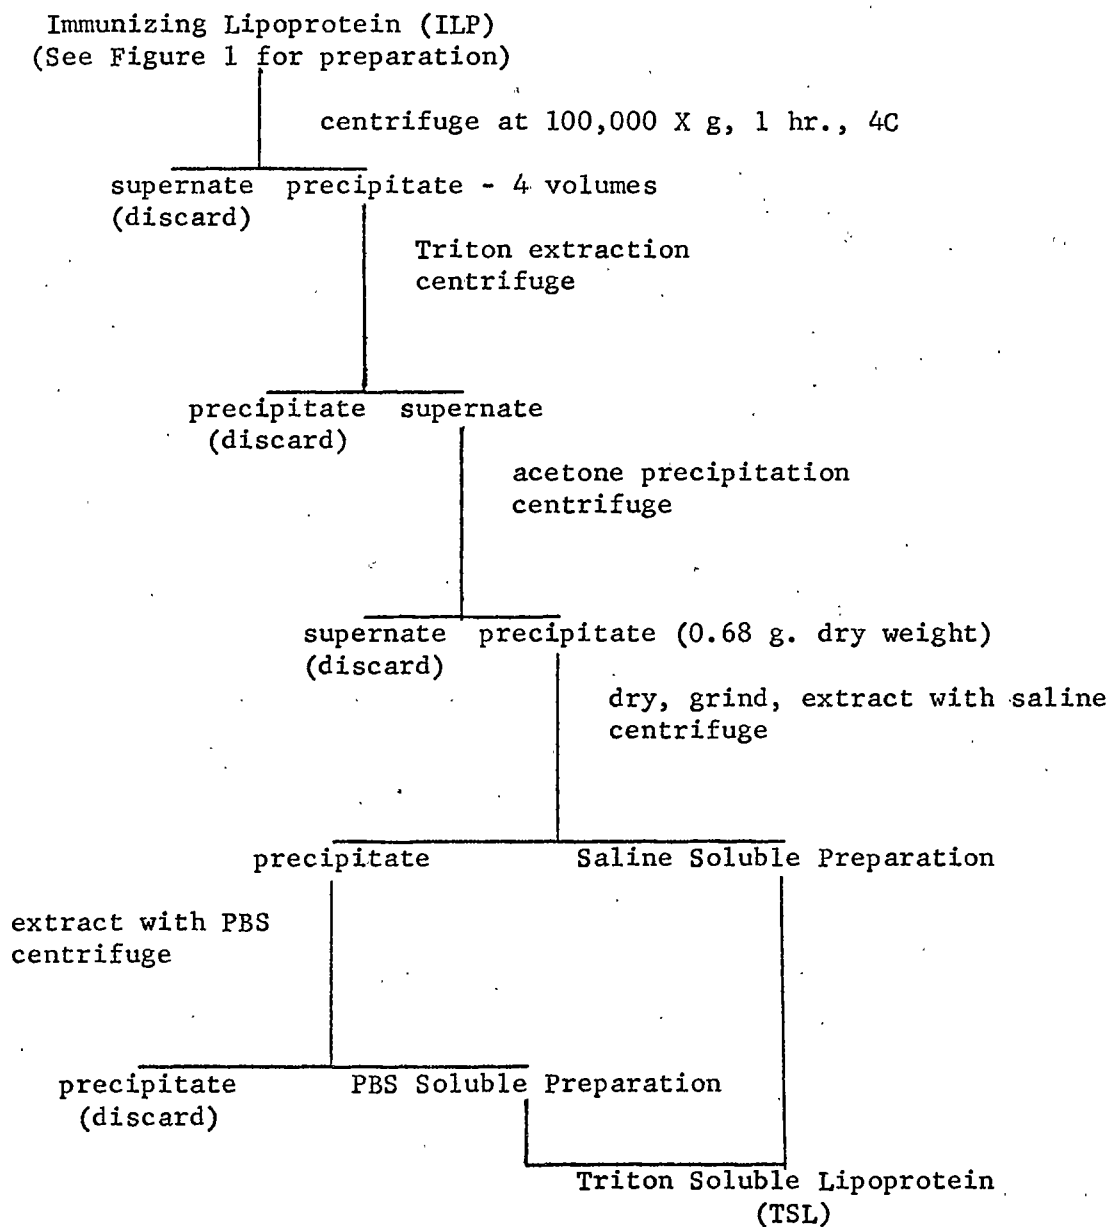 Immunizing Lipoprotein (ILP)
(See Figure 1 for preparation)
centrifuge at 100,000 X g, 1 hr., 4C
supernate precipitate - 4 volumes
(discard)
Triton extraction
centrifuge
precipitate supernate
(discard)
acetone precipitation
centrifuge
supernate precipitate (0.68 g. dry weight)
(discard)
dry, grind, extract with saline
centrifuge
precipitate Saline Soluble Preparation
extract with PBS
centrifuge
precipitate PBS Soluble Preparation
(discard)
Triton Soluble Lipoprotein
(TSL)